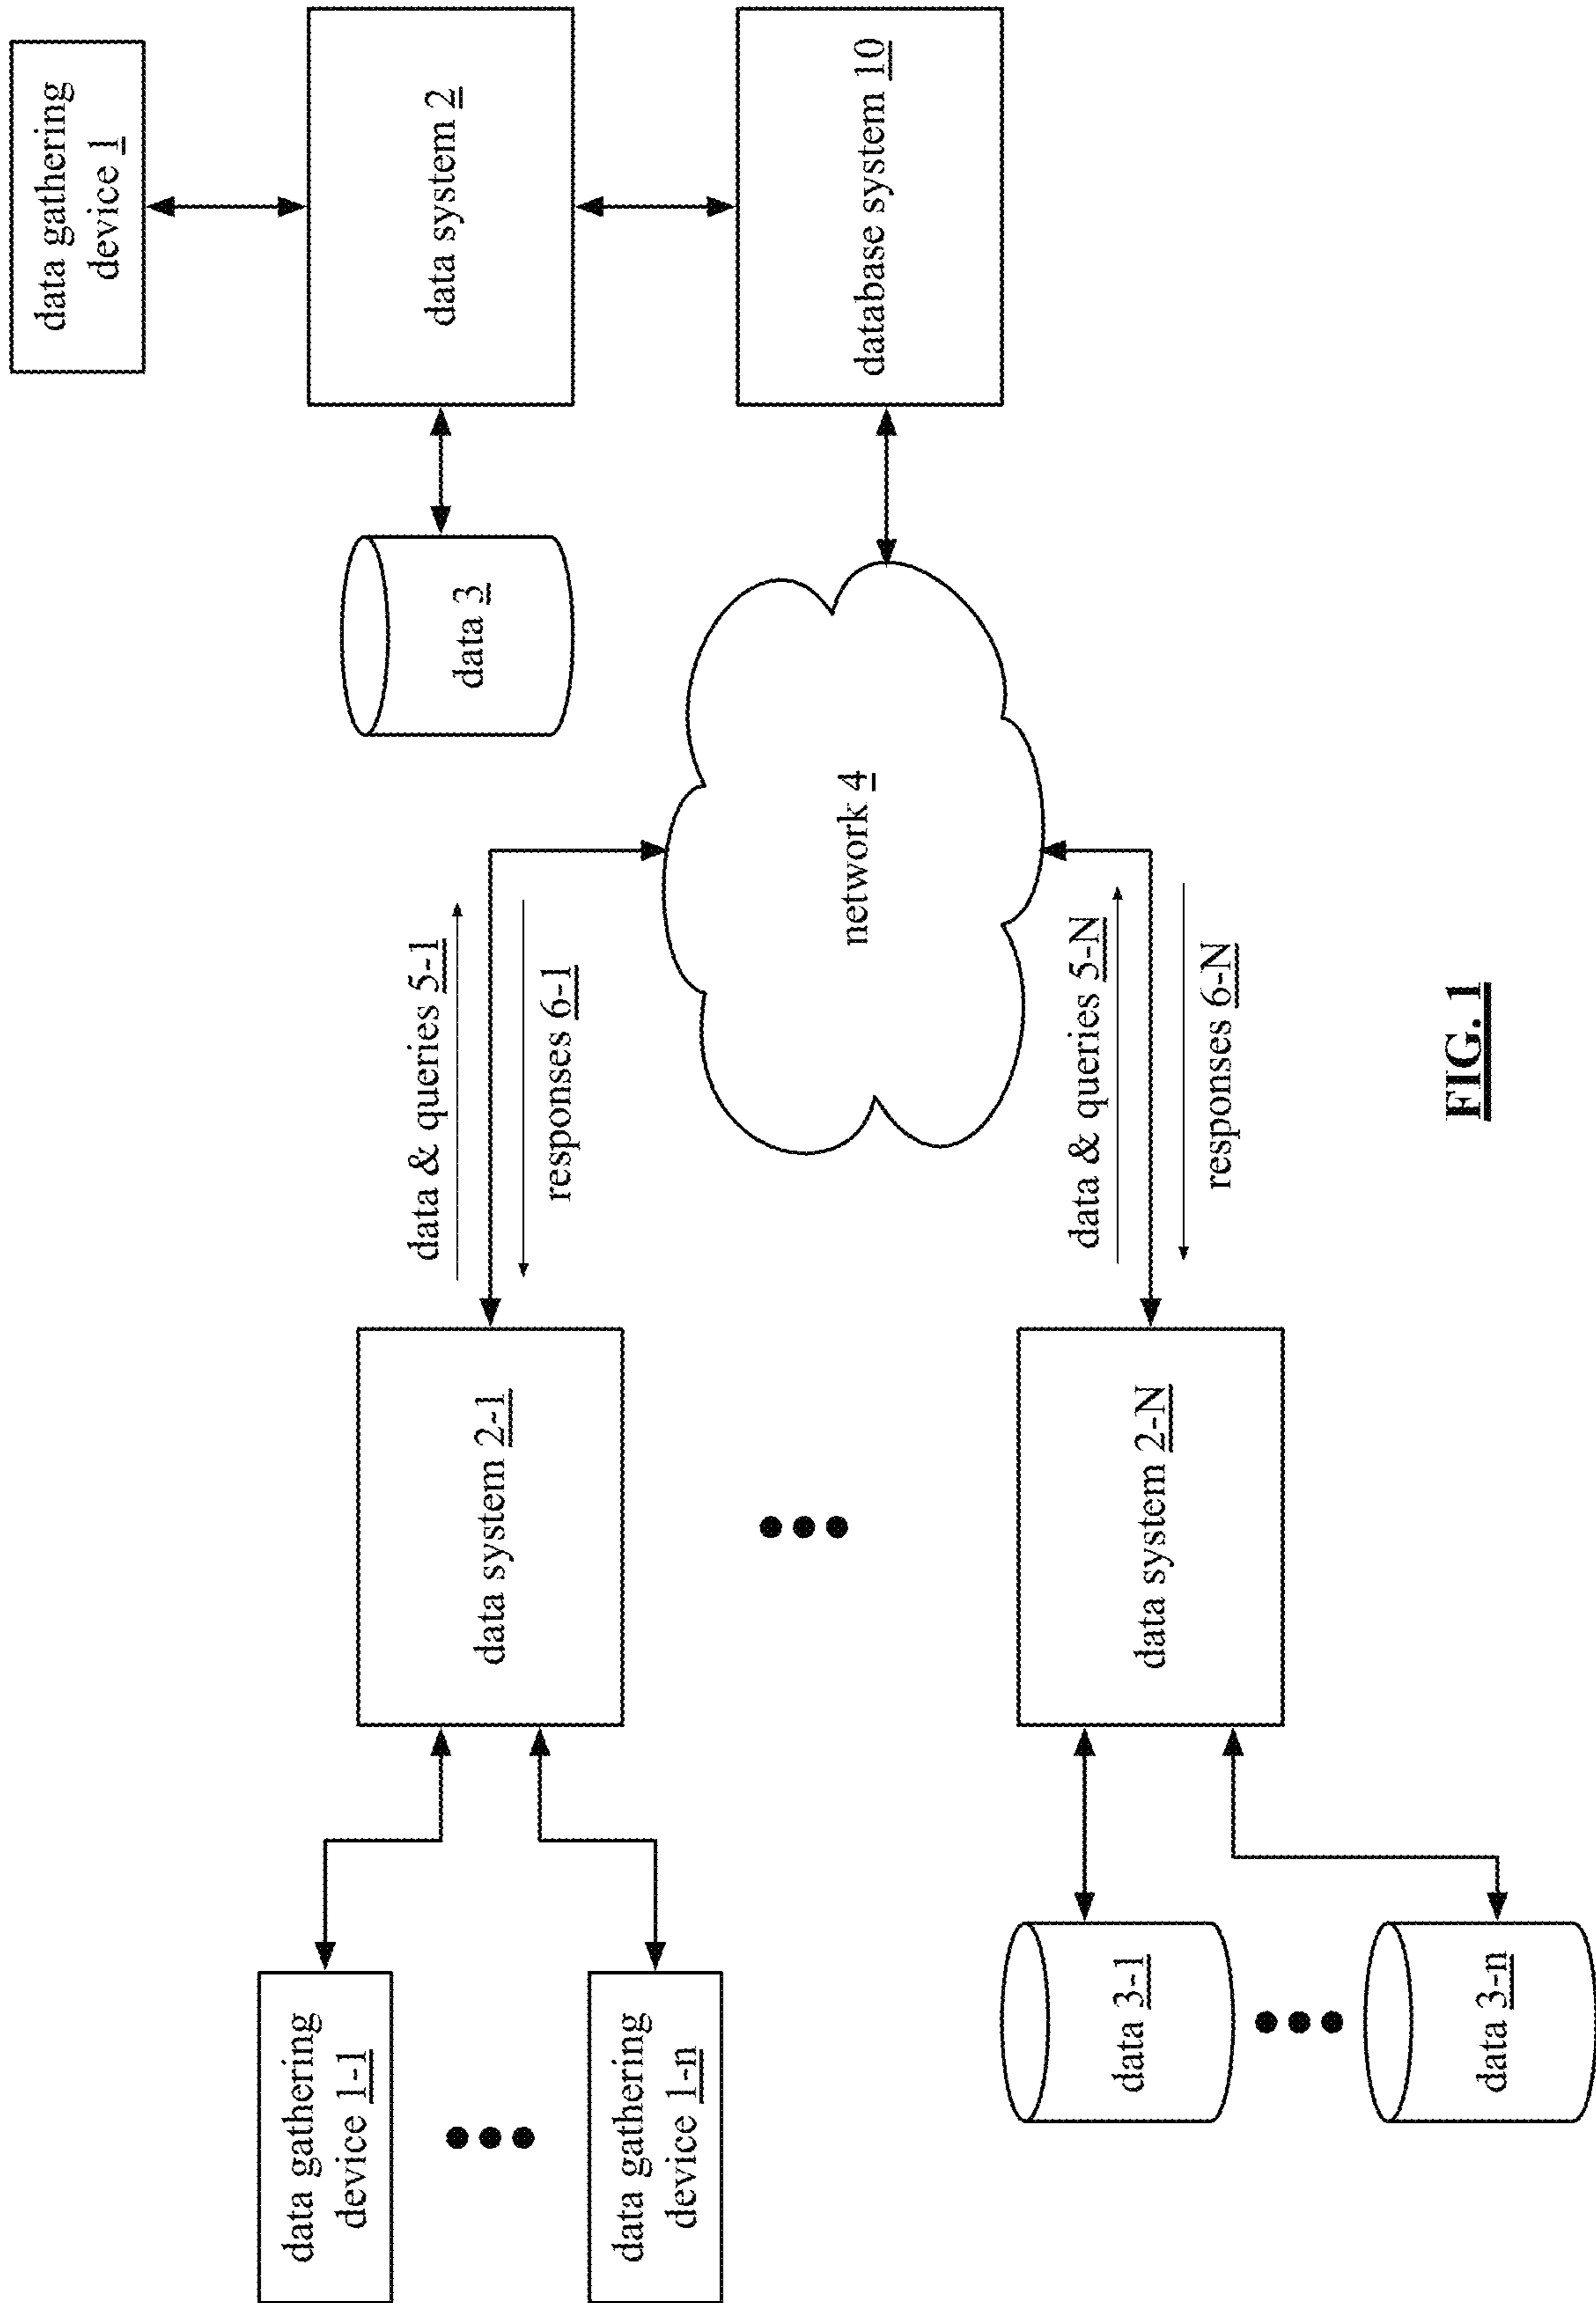 data gathering
device 1-1
data gathering
device 1-n
data system 2-1
data & queries 5-1
responses 6-1
data 3
data gathering
device 1
data system 2
database system 10
network 4
data 3-1
data 3-n
data system 2-N
data & queries 5-N
responses 6-N
FIG. 1